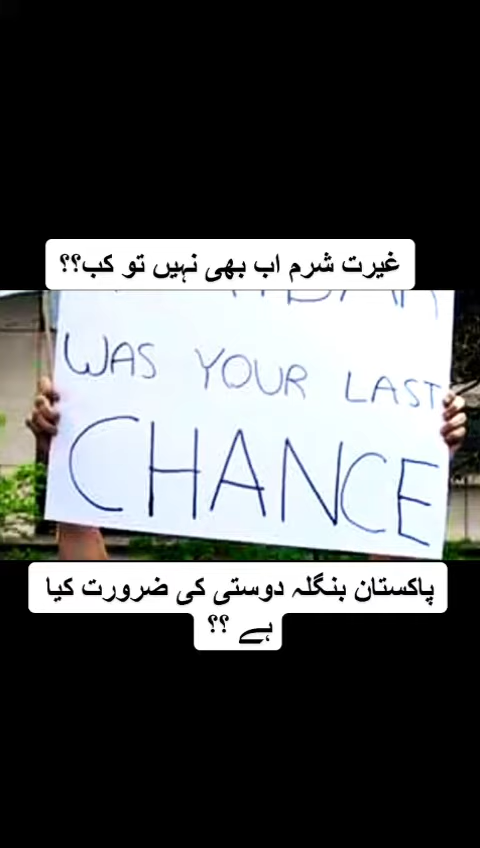 غیرت شرم اب بھی نہیں تو کب؟؟
WAS YOUR LAST
CHANCE
پاکستان بنگلہ دوستی کی ضرورت کیا
ہے ؟؟